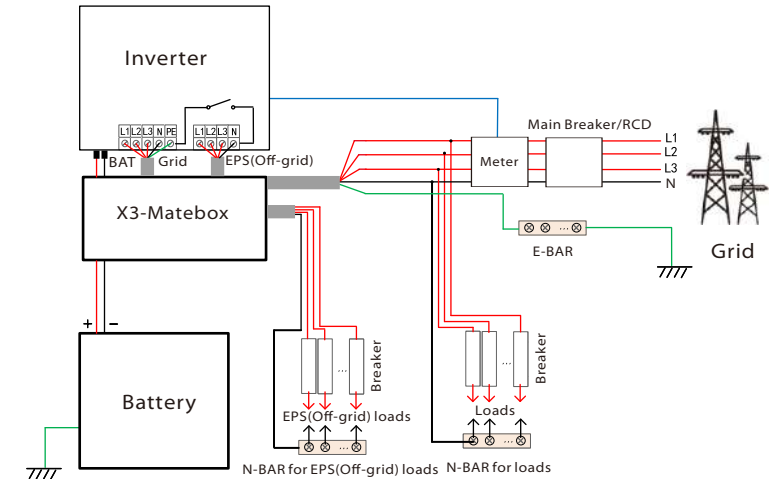 Inverter
L1 L2 L3 N PE
L1 L2 L3 N
BAT
Grid
EPS(Off-grid)
Main Breaker/RCD
Meter
L1
L2
L3
N
X3-Matebox
E-BAR
Grid
+ −
Battery
...
Breaker
EPS(Off-grid) loads
...
N-BAR for EPS(Off-grid) loads
...
Breaker
Loads
...
N-BAR for loads
...